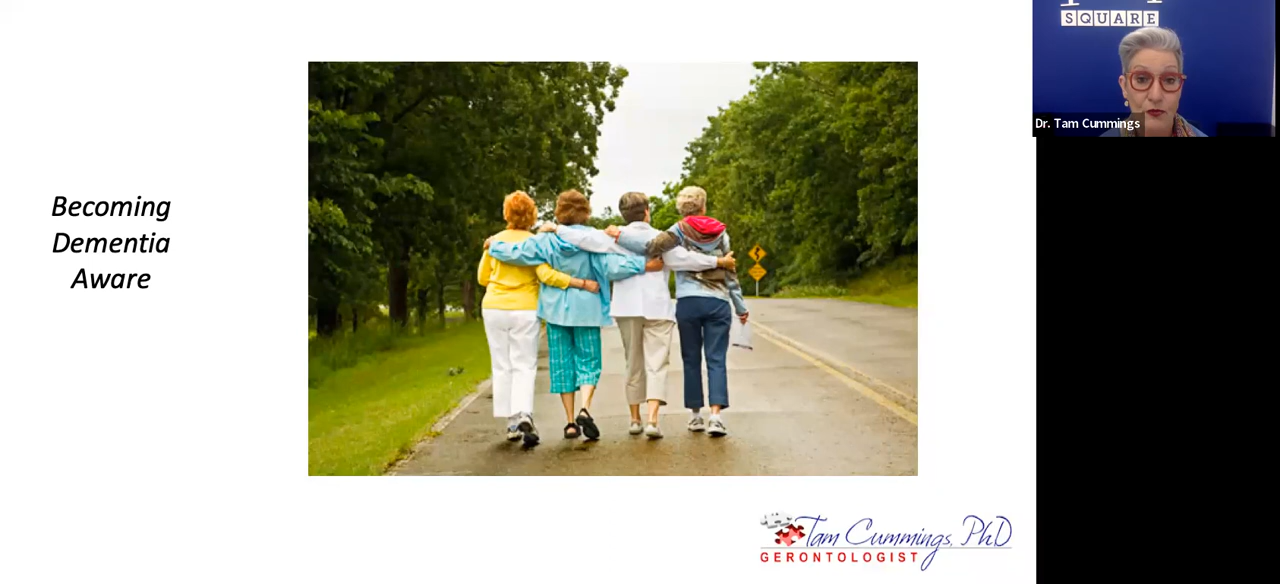 Becoming
Dementia
Aware
SQUARE
Dr. Tam Cummings
Tam Cummings, PhD
GERONTOLOGIST